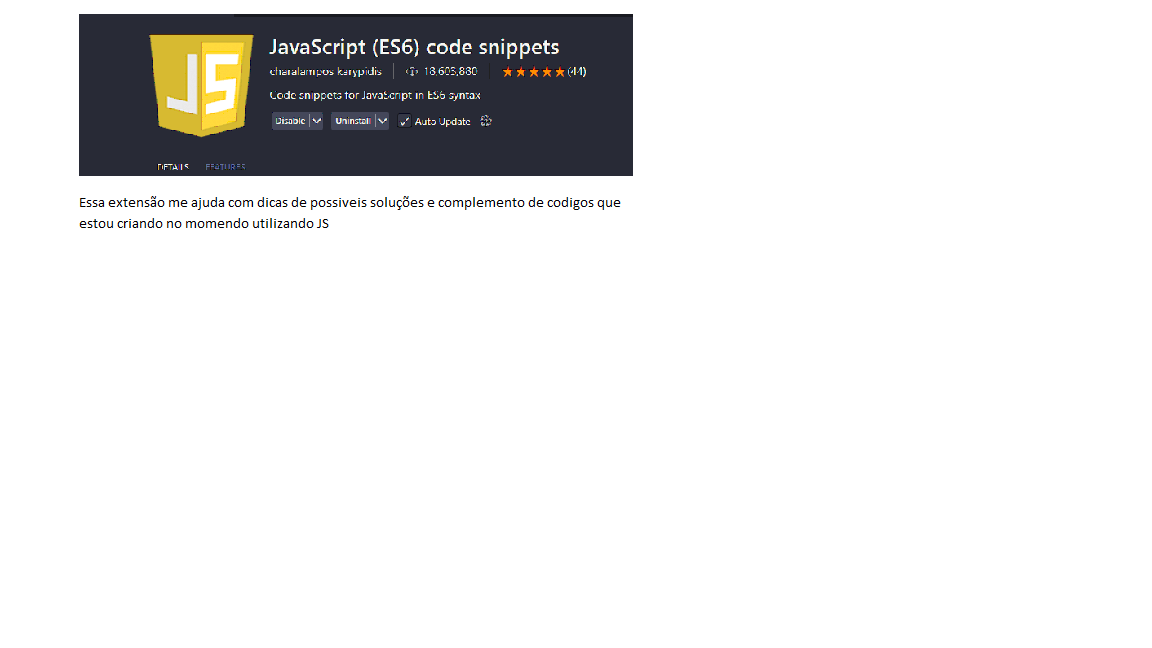 JS
JavaScript (ES6) code snippets
charalampos karypidis 18,605,880 (44)
Code snippets for JavaScript in ES6 syntax
Disable Uninstall Auto Update
DETAILS FEATURES
Essa extensão me ajuda com dicas de possiveis soluções e complemento de codigos que
estou criando no momendo utilizando JS